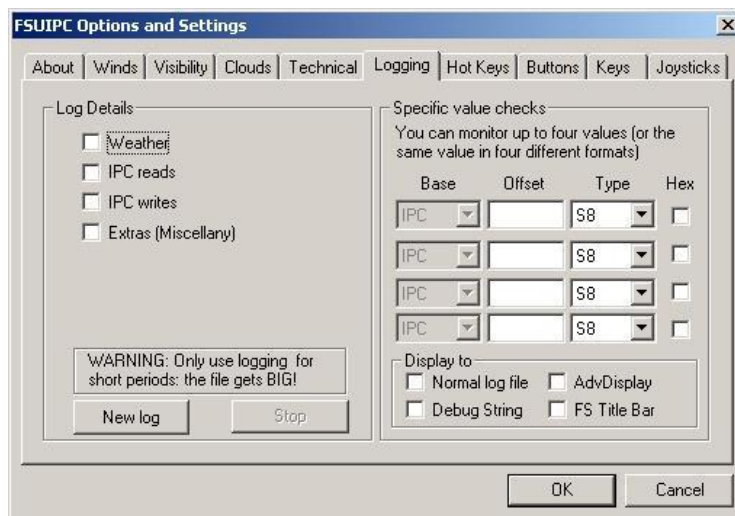 FSUIPC Options and Settings
About Winds Visibility Clouds Technical Logging Hot Keys Buttons Keys Joysticks
Log Details
Weather
IPC reads
IPC writes
Extras (Miscellany)
WARNING: Only use logging for
short periods: the file gets BIG!
New log Stop
Specific value checks
You can monitor up to four values (or the
same value in four different formats)
Base Offset Type Hex
IPC S8
IPC S8
IPC S8
IPC S8
Display to
Normal log file AdvDisplay
Debug String FS Title Bar
OK Cancel